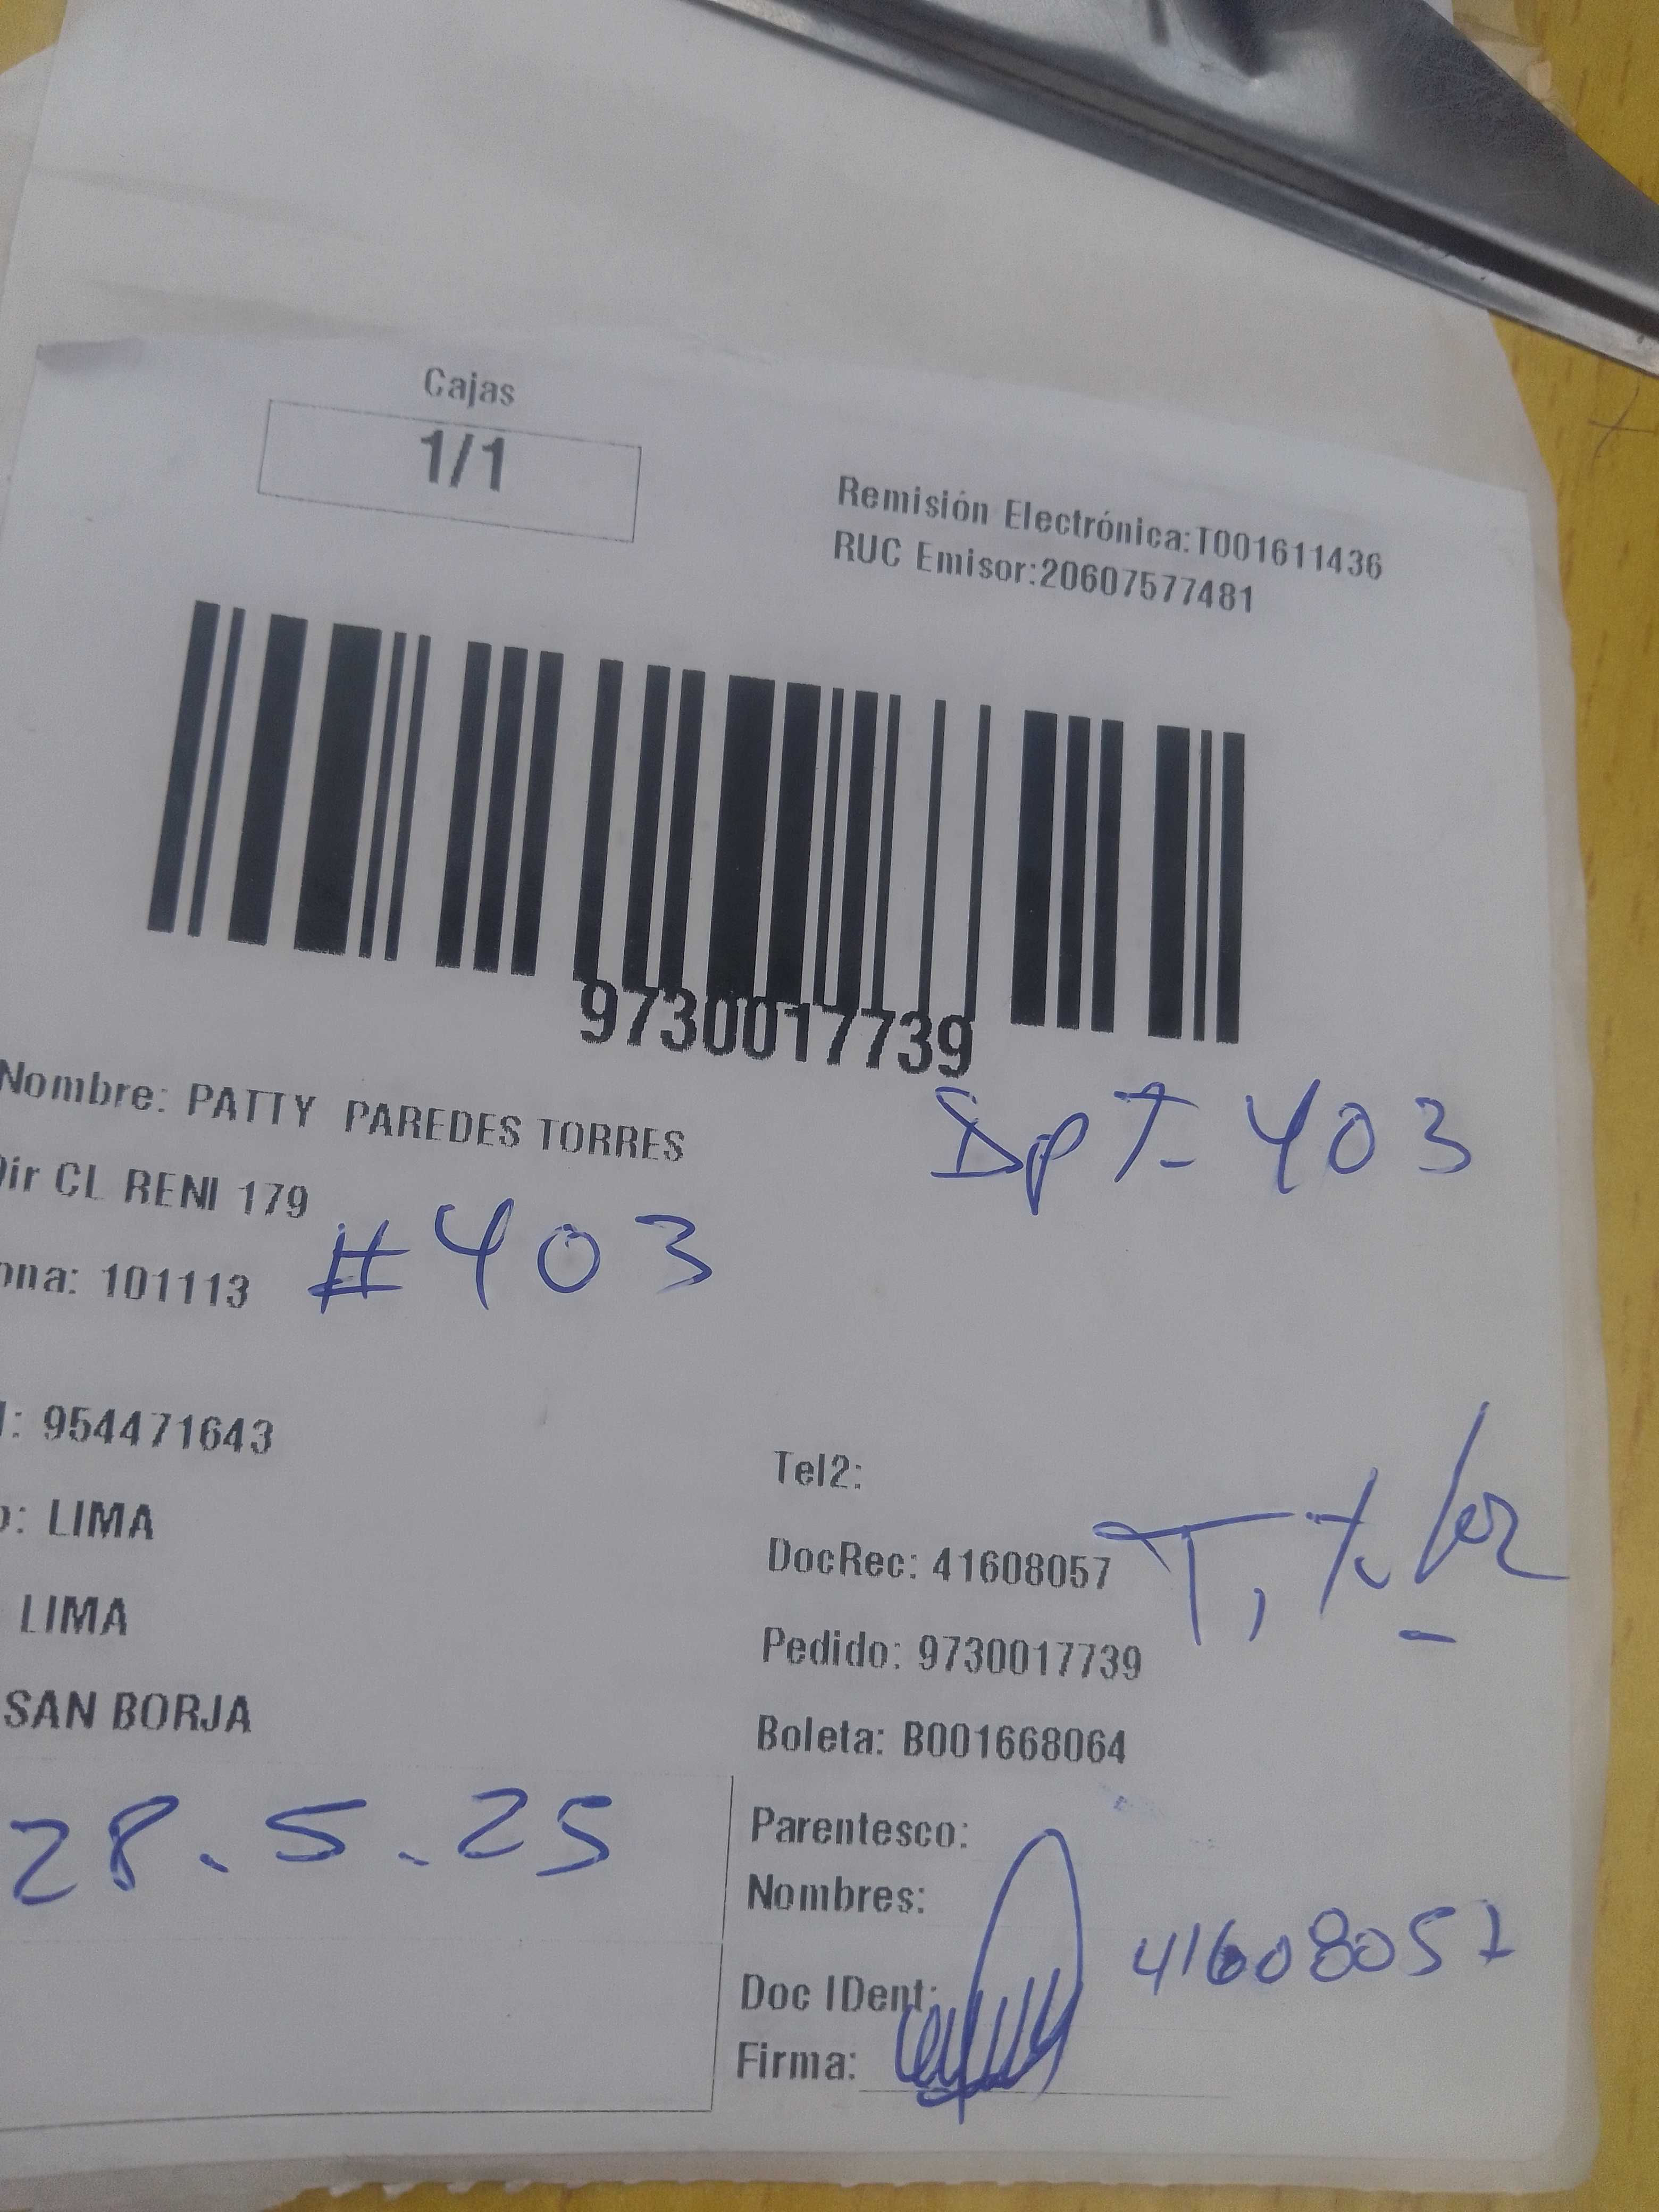 Cajas
1/1
Remisión Electrónica:T001611436
RUC Emisor:20607577481
9730017739
Nombre: PATTY PAREDES TORRES
Dpt- 403
Dir CL RENI 179
ona: 101113 #403
1: 954471643
Tel2:
o: LIMA
DocRec: 41608057
Titular
LIMA
Pedido: 9730017739
SAN BORJA
Boleta: B001668064
28.5.25
Parentesco:
Nombres:
41608057
Doc IDent:
Firma: